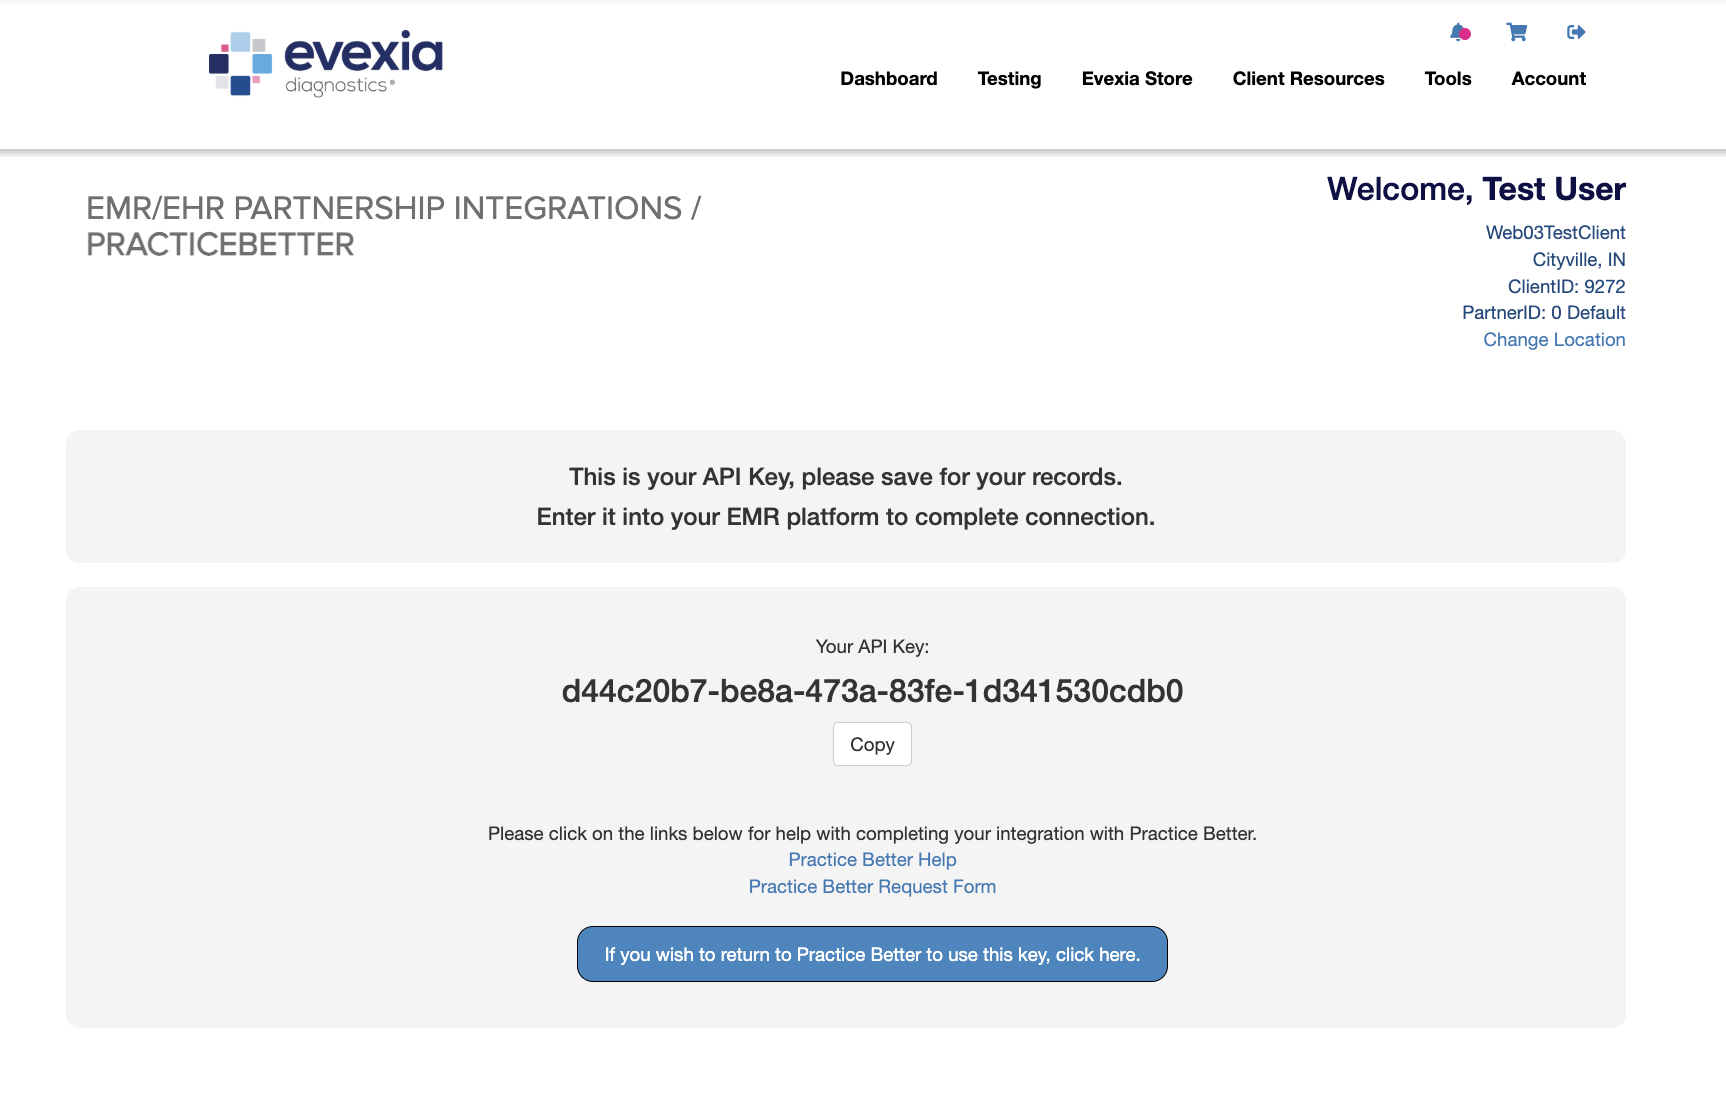 evexia
diagnostics®
Dashboard Testing Evexia Store Client Resources Tools Account
EMR/EHR PARTNERSHIP INTEGRATIONS /
PRACTICEBETTER
Welcome, Test User
Web03TestClient
Cityville, IN
ClientID: 9272
PartnerID: 0 Default
Change Location
This is your API Key, please save for your records.
Enter it into your EMR platform to complete connection.
Your API Key:
d44c20b7-be8a-473a-83fe-1d341530cdb0
Copy
Please click on the links below for help with completing your integration with Practice Better.
Practice Better Help
Practice Better Request Form
If you wish to return to Practice Better to use this key, click here.